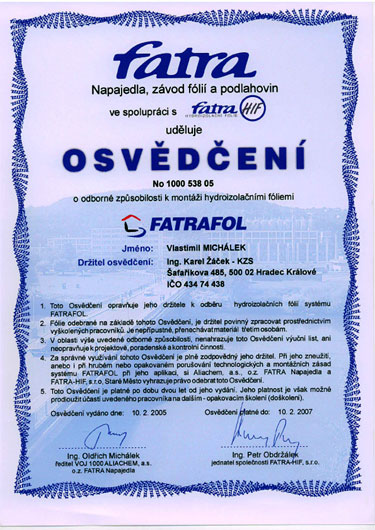 fatra
Napajedla, závod fólií a podlahovin
ve spolupráci s fatra HIF
HYDROIZOLAČNÍ FÓLIE
uděluje
OSVĚDČENÍ
No 1000 538 05
o odborné způsobilosti k montáži hydroizolačními fóliemi
FATRAFOL
Jméno: Vlastimil MICHÁLEK
Držitel osvědčení: Ing. Karel Žáček - KZS
Šafaříkova 485, 500 02 Hradec Králové
IČO 434 74 438
1. Toto Osvědčení opravňuje jeho držitele k odběru hydroizolačních fólií systému
FATRAFOL.
2. Fólie odebrané na základě tohoto Osvědčení, je držitel povinný zpracovat prostřednictvím
vyškolených pracovníků. Je nepřípustné, přenechávat materiál třetím osobám.
3. V oblasti výše uvedené odborné způsobilosti, nenahrazuje toto Osvědčení výuční list, ani
neopravňuje k projektové, poradenské a kontrolní činnosti.
4. Za správné využívání tohoto Osvědčení je plně zodpovědný jeho držitel. Při jeho zneužití,
anebo i při hrubém nebo opakovaném porušování technologických a montážních zásad
systému FATRAFOL při jeho aplikaci, si Aliachem, a.s., o.z. FATRA Napajedla a
FATRA-HIF, s.r.o. Staré Město vyhrazuje právo odebrat toto Osvědčení.
5. Toto Osvědčení je platné po dobu dvou let od jeho vydání. Jeho platnost je však možné
prodloužit účastí uvedeného pracovníka na dalším - opakovacím školení (doškolení).
Osvědčení vydáno dne: 10. 2. 2005 Osvědčení platné do: 10. 2. 2007
Ing. Oldřich Michálek Ing. Petr Obdržálek
ředitel VOJ 1000 ALIACHEM, a.s. jednatel společnosti FATRA-HIF, s.r.o.
o.z. FATRA Napajedla